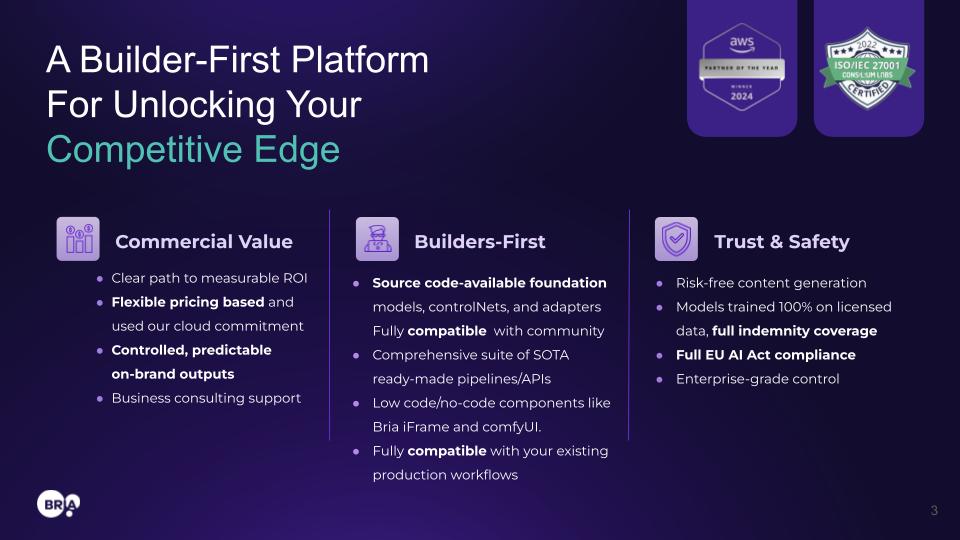 A Builder-First Platform
For Unlocking Your
Competitive Edge
aws
PARTNER OF THE YEAR
WINNER
2024
2022
ISO/IEC 27001
CERTIFIED
Commercial Value
• Clear path to measurable ROI
• Flexible pricing based and
used our cloud commitment
• Controlled, predictable
on-brand outputs
• Business consulting support
Builders-First
• Source code-available foundation
models, controlNets, and adapters
Fully compatible with community
• Comprehensive suite of SOTA
ready-made pipelines/APIs
• Low code/no-code components like
Bria iFrame and comfyUI.
• Fully compatible with your existing
production workflows
Trust & Safety
• Risk-free content generation
• Models trained 100% on licensed
data, full indemnity coverage
• Full EU AI Act compliance
• Enterprise-grade control
BRIA
3